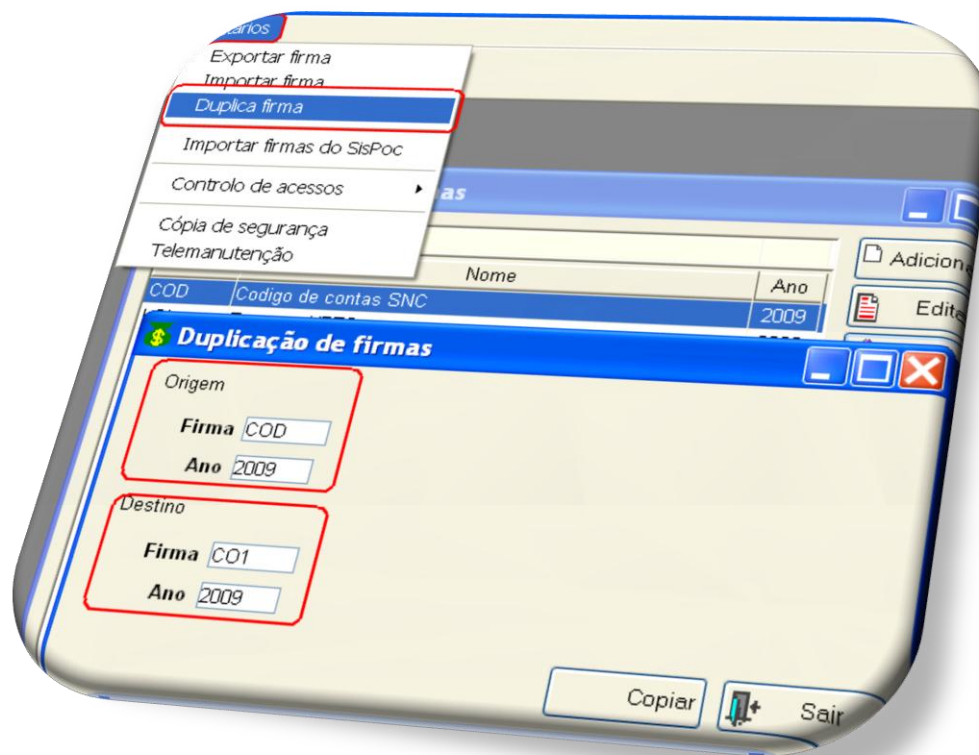 Exportar firma
Importar firma
Duplica firma
Importar firmas do SisPoc
Controlo de acessos
Cópia de segurança
Telemanutenção
Nome Ano
COD Codigo de contas SNC 2009
Duplicação de firmas
Origem
Firma COD
Ano 2009
Destino
Firma CO1
Ano 2009
Copiar
Sair